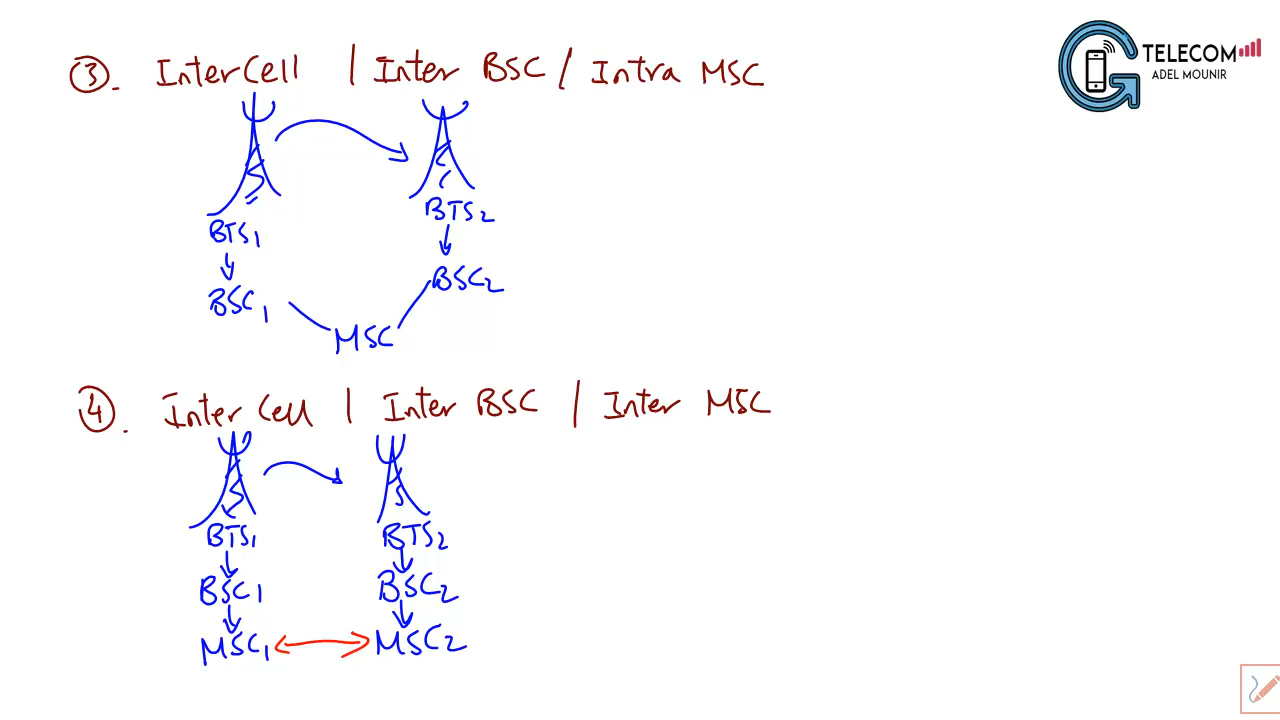 ③. InterCell | Inter BSC / Intra MSC
TELECOM
ADEL MOUNIR
BTS1
BTS2
BSC1
BSC2
MSC
④. Inter Cell | Inter BSC / Inter MSC
BTS1
BTS2
BSC1
BSC2
MSC1
MSC2